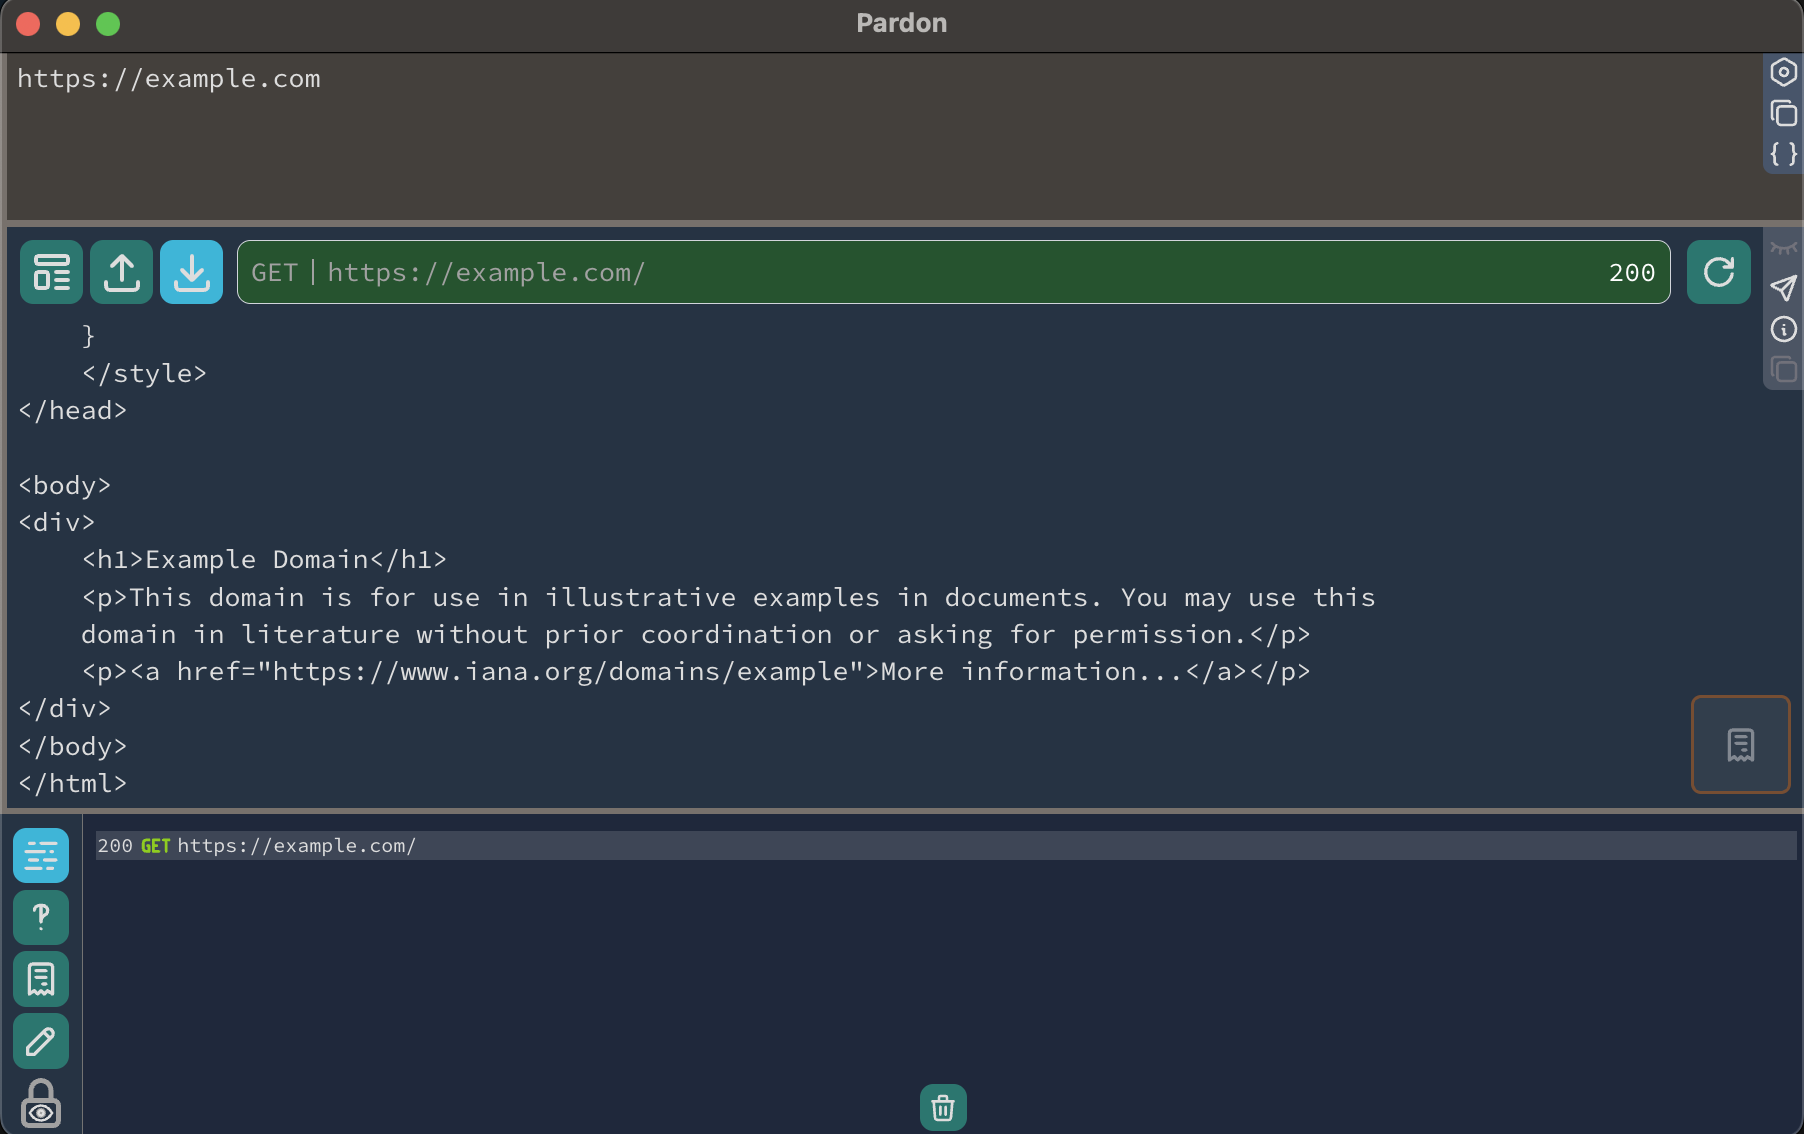 Pardon
https://example.com
{ }
GET | https://example.com/ 200
}
</style>
</head>
<body>
<div>
<h1>Example Domain</h1>
<p>This domain is for use in illustrative examples in documents. You may use this
domain in literature without prior coordination or asking for permission.</p>
<p><a href="https://www.iana.org/domains/example">More information...</a></p>
</div>
</body>
</html>
200 GET https://example.com/